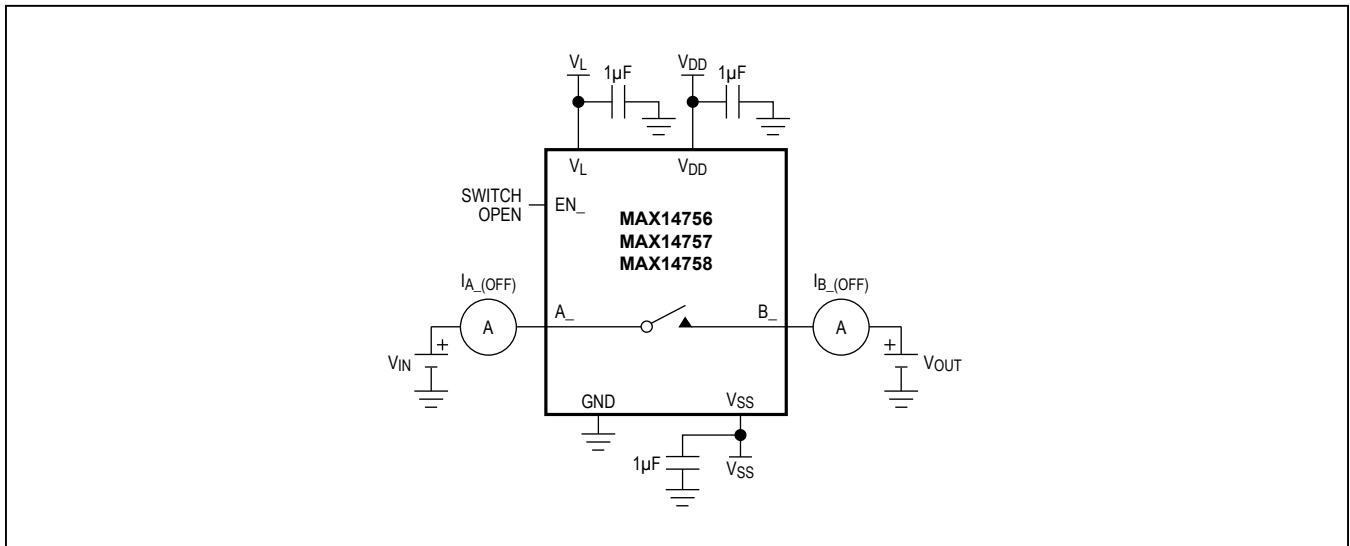 VL 1µF VDD 1µF
VL VDD
SWITCH
OPEN
EN_
MAX14756
MAX14757
MAX14758
IA_(OFF) IB_(OFF)
A A_ B_ A
+ +
VIN VOUT
GND VSS
1µF VSS